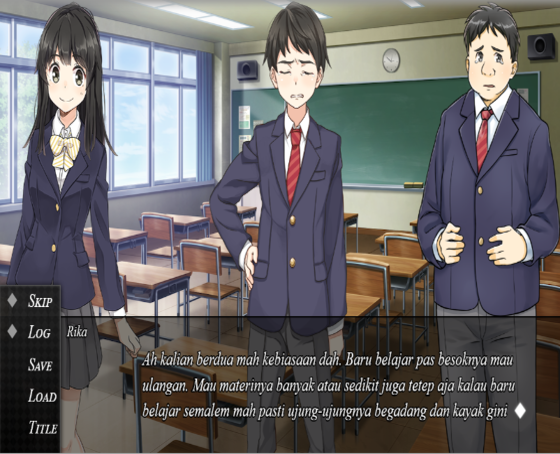 Skip
Log
Rika
Save
Load
Title
Ah kalian berdua mah kebiasaan dah. Baru belajar pas besoknya mau
ulangan. Mau materinya banyak atau sedikit juga tetep aja kalau baru
belajar semalem mah pasti ujung-ujungnya begadang dan kayak gini